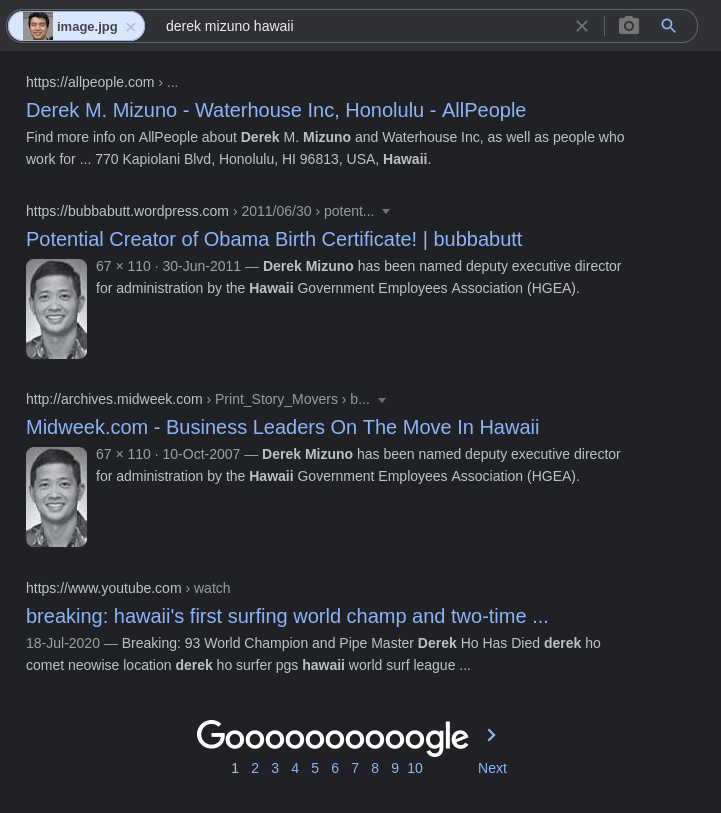 image.jpg derek mizuno hawaii
https://allpeople.com › ...
Derek M. Mizuno - Waterhouse Inc, Honolulu - AllPeople
Find more info on AllPeople about Derek M. Mizuno and Waterhouse Inc, as well as people who
work for ... 770 Kapiolani Blvd, Honolulu, HI 96813, USA, Hawaii.
https://bubbabutt.wordpress.com › 2011/06/30 › potent...
Potential Creator of Obama Birth Certificate! | bubbabutt
67 × 110 · 30-Jun-2011 — Derek Mizuno has been named deputy executive director
for administration by the Hawaii Government Employees Association (HGEA).
http://archives.midweek.com › Print_Story_Movers › b...
Midweek.com - Business Leaders On The Move In Hawaii
67 × 110 · 10-Oct-2007 — Derek Mizuno has been named deputy executive director
for administration by the Hawaii Government Employees Association (HGEA).
https://www.youtube.com › watch
breaking: hawaii's first surfing world champ and two-time ...
18-Jul-2020 — Breaking: 93 World Champion and Pipe Master Derek Ho Has Died derek ho
comet neowise location derek ho surfer pgs hawaii world surf league ...
Goooooooooogle
1 2 3 4 5 6 7 8 9 10 Next